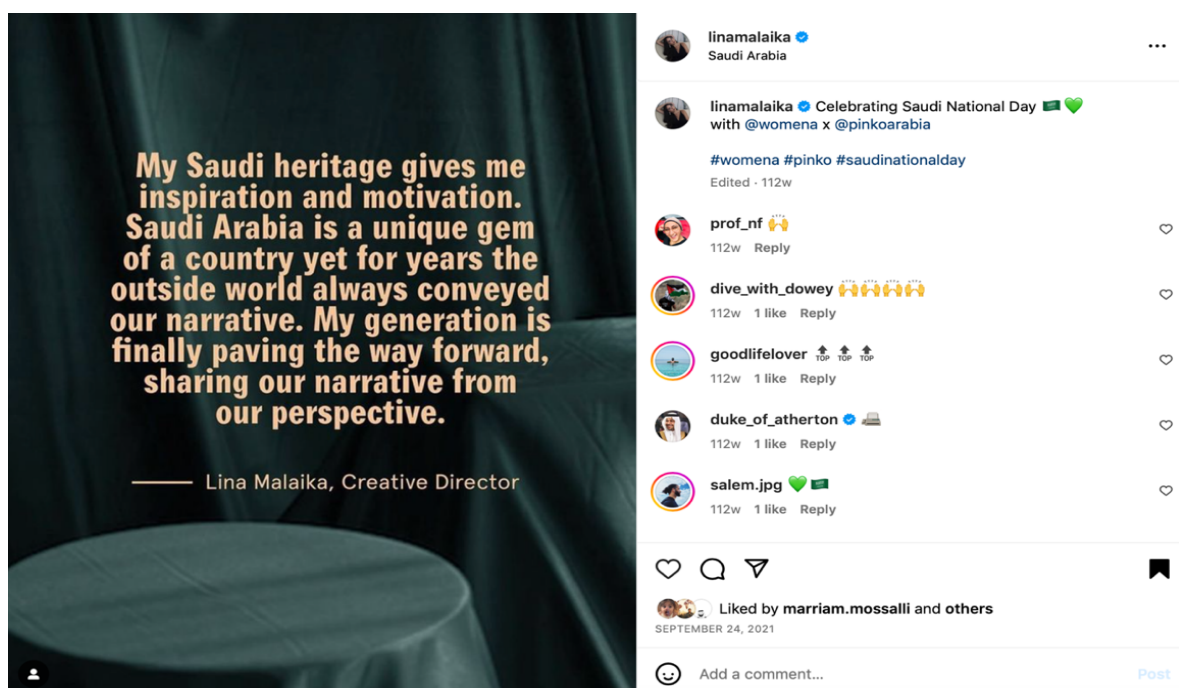 My Saudi heritage gives me
inspiration and motivation.
Saudi Arabia is a unique gem
of a country yet for years the
outside world always conveyed
our narrative. My generation is
finally paving the way forward,
sharing our narrative from
our perspective.
Lina Malaika, Creative Director
linamalaika
Saudi Arabia
linamalaika Celebrating Saudi National Day 🇸🇦💚
with @womena x @pinkoarabia
#womena #pinko #saudinationalday
Edited · 112w
prof_nf 🙌
112w Reply
dive_with_dowey 🙌🙌🙌🙌
112w 1 like Reply
goodlifelover 🔝 🔝 🔝
112w 1 like Reply
duke_of_atherton
112w 1 like Reply
salem.jpg 💚🇸🇦
112w 1 like Reply
Liked by marriam.mossalli and others
SEPTEMBER 24, 2021
Add a comment...
Post